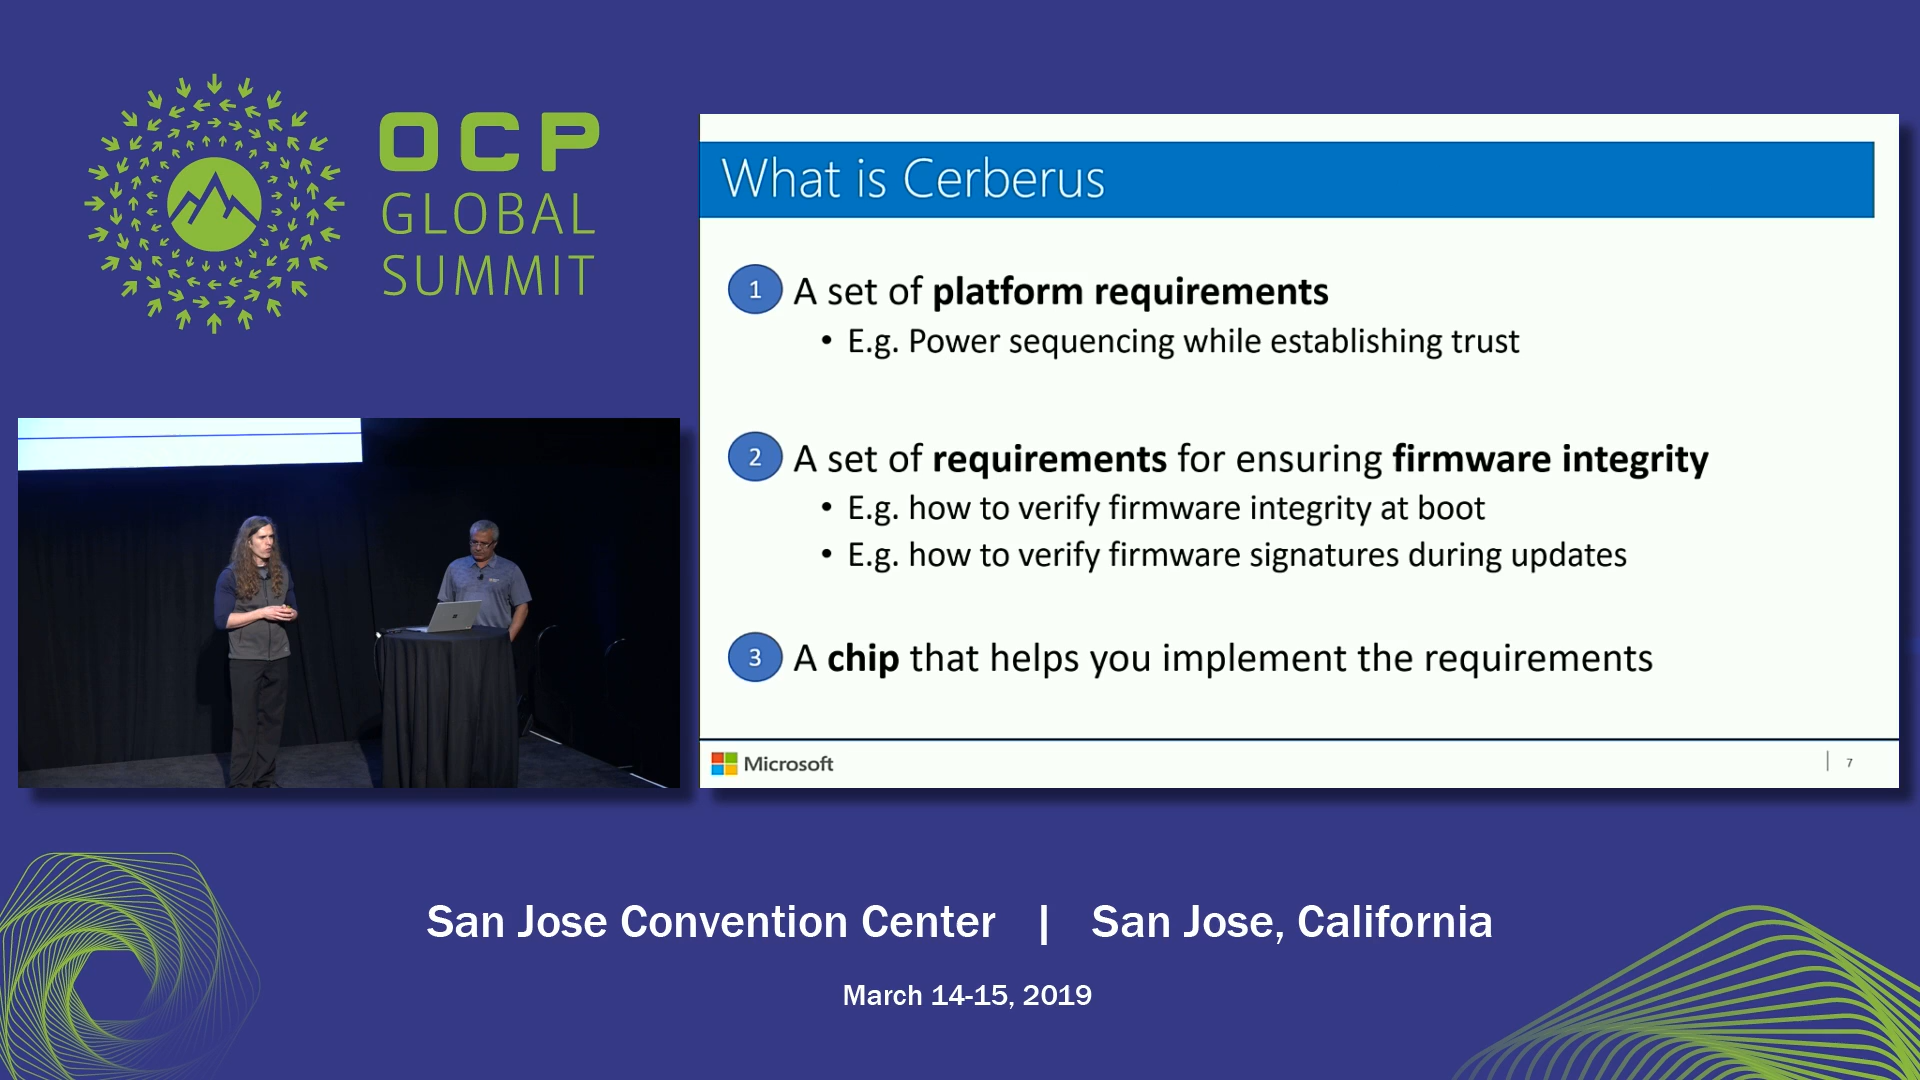 OCP
GLOBAL
SUMMIT
What is Cerberus
1 A set of platform requirements
• E.g. Power sequencing while establishing trust
2 A set of requirements for ensuring firmware integrity
• E.g. how to verify firmware integrity at boot
• E.g. how to verify firmware signatures during updates
3 A chip that helps you implement the requirements
Microsoft
7
San Jose Convention Center | San Jose, California
March 14-15, 2019